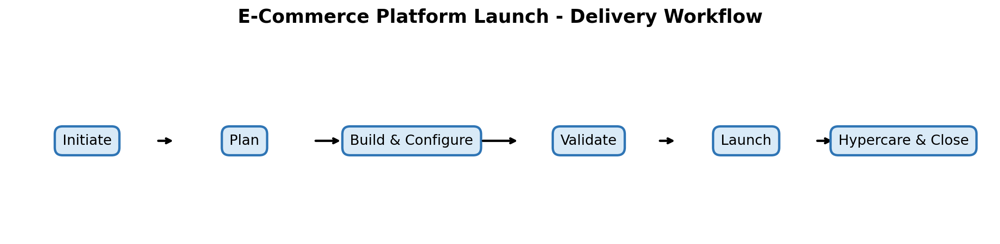 E-Commerce Platform Launch - Delivery Workflow
Initiate
Plan
Build & Configure
Validate
Launch
Hypercare & Close